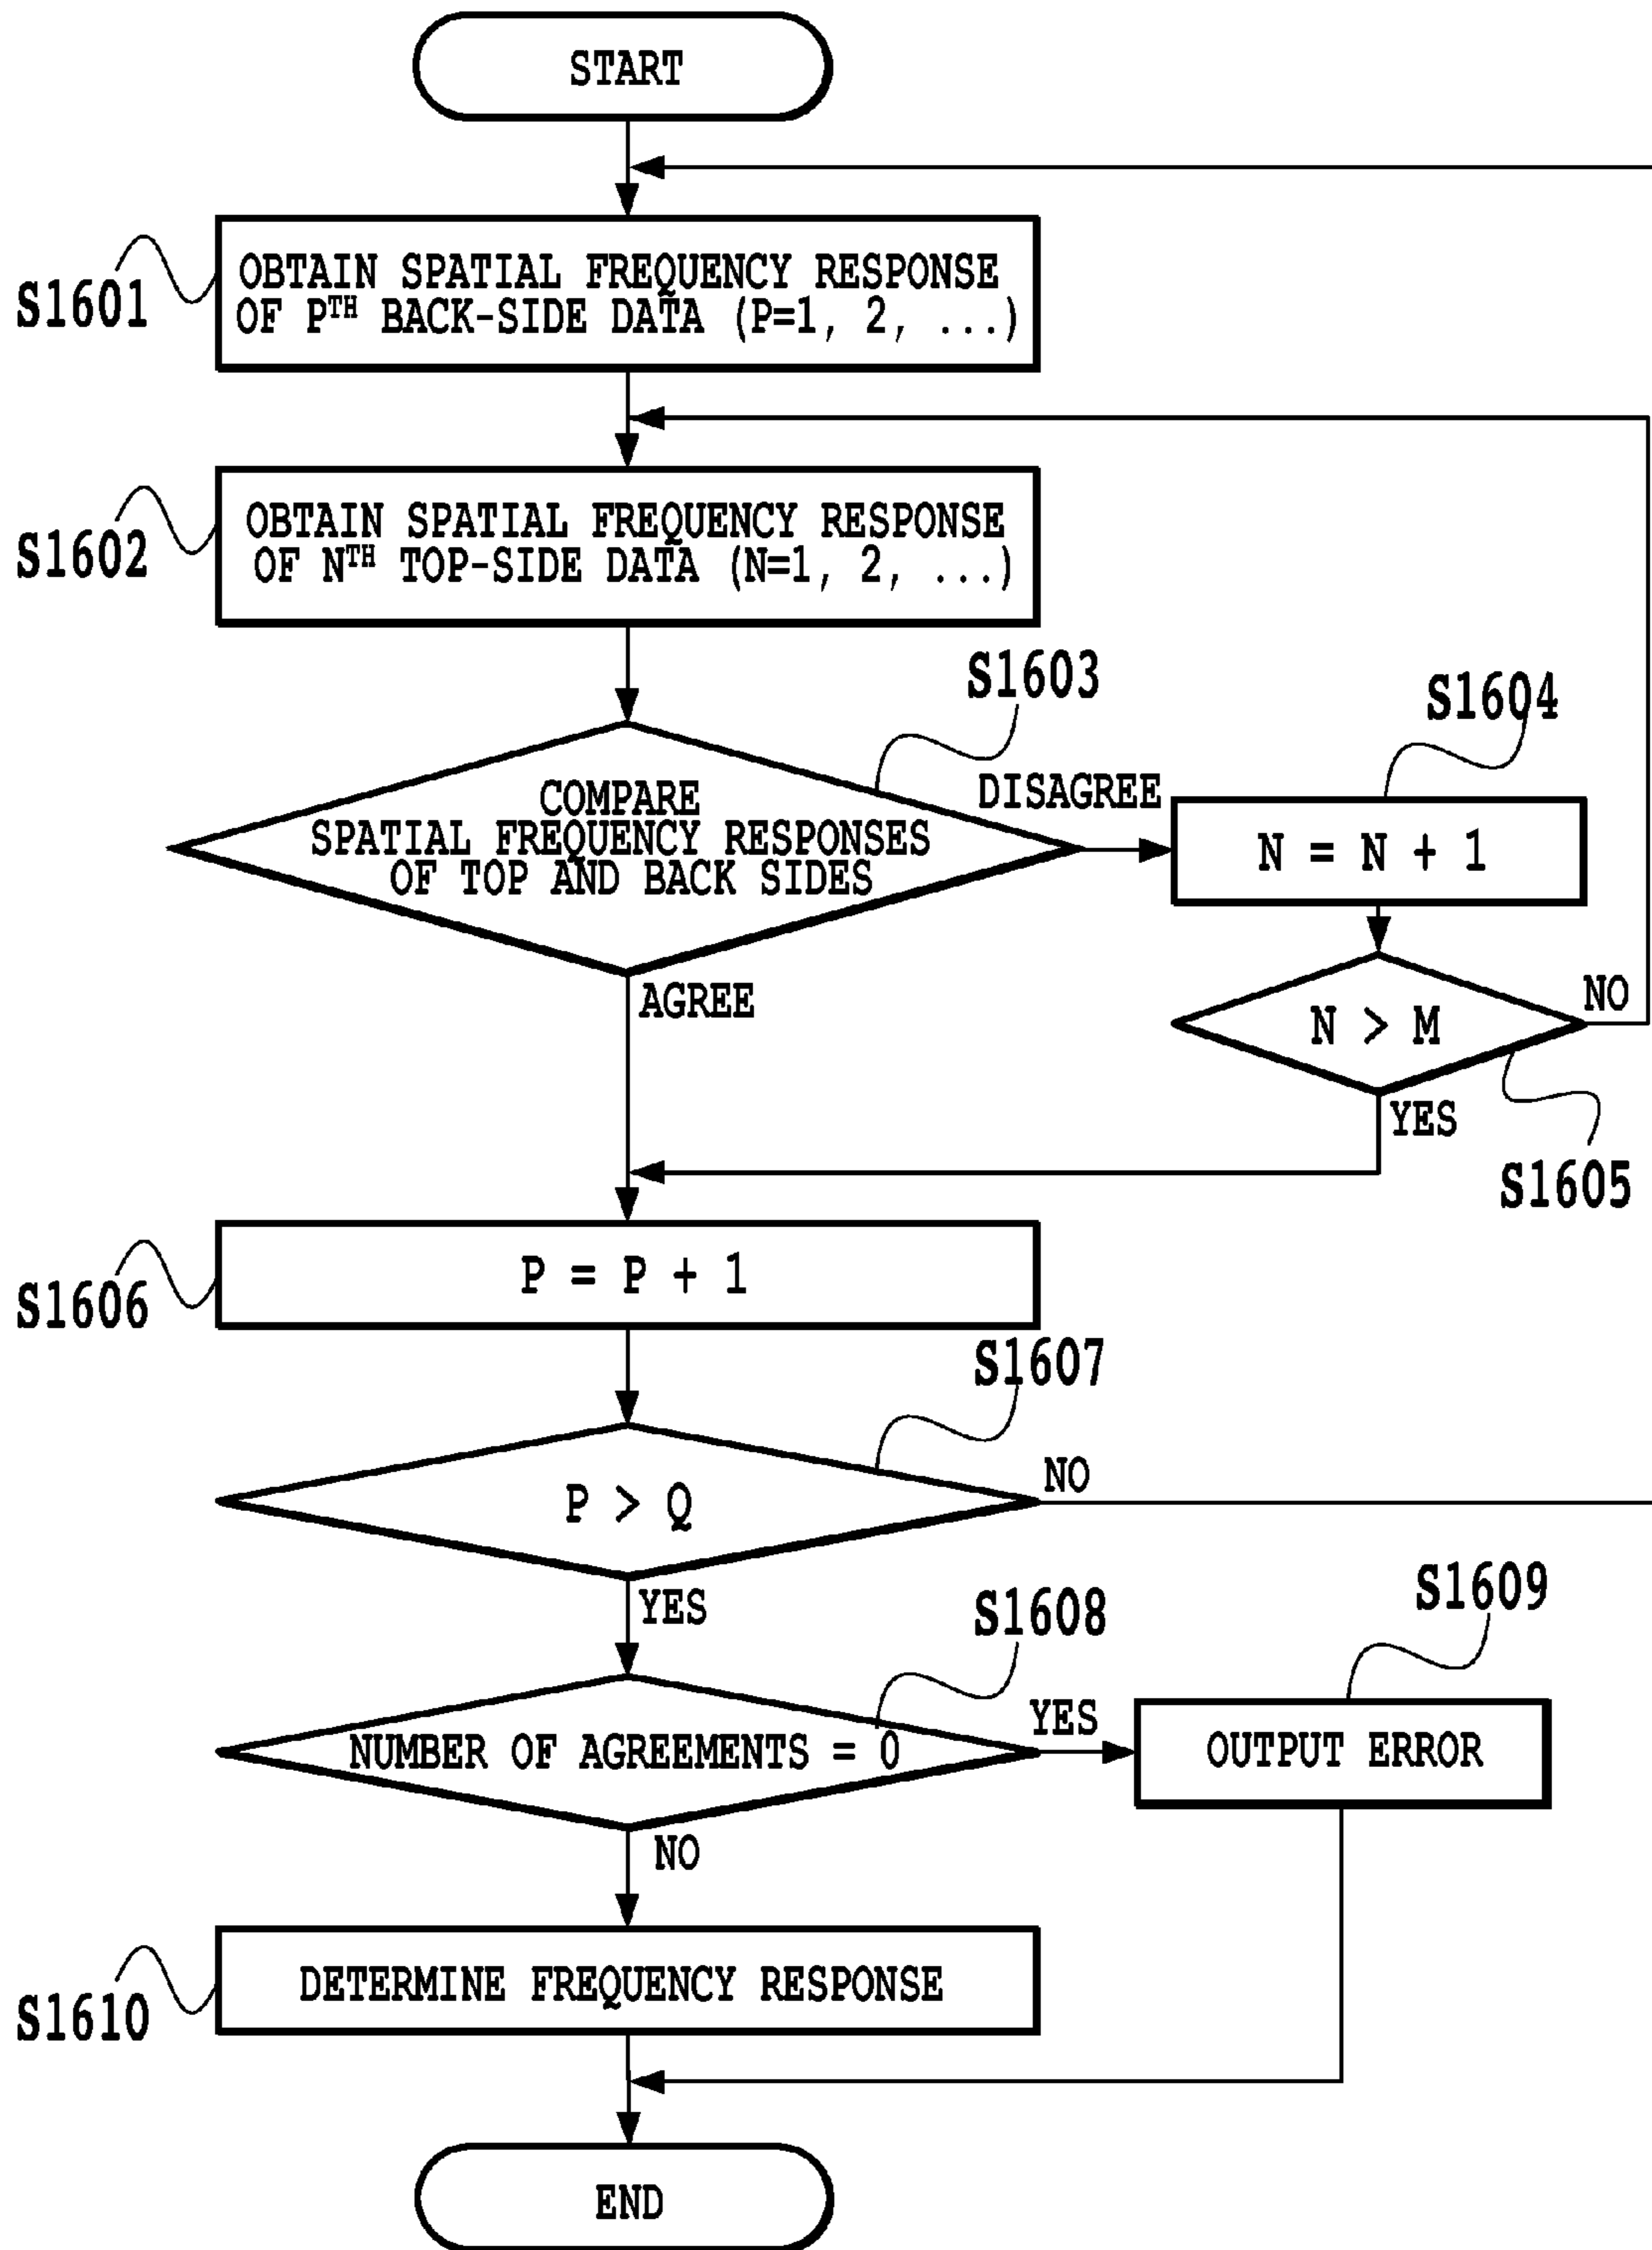 START
S1601
OBTAIN SPATIAL FREQUENCY RESPONSE
OF PTH BACK-SIDE DATA (P=1, 2, ...)
S1602
OBTAIN SPATIAL FREQUENCY RESPONSE
OF NTH TOP-SIDE DATA (N=1, 2, ...)
S1603
S1604
COMPARE
SPATIAL FREQUENCY RESPONSES
OF TOP AND BACK SIDES
DISAGREE
N = N + 1
AGREE
N > M
NO
YES
S1605
S1606
P = P + 1
S1607
P > Q
NO
YES
S1608
S1609
NUMBER OF AGREEMENTS = 0
YES
OUTPUT ERROR
NO
S1610
DETERMINE FREQUENCY RESPONSE
END